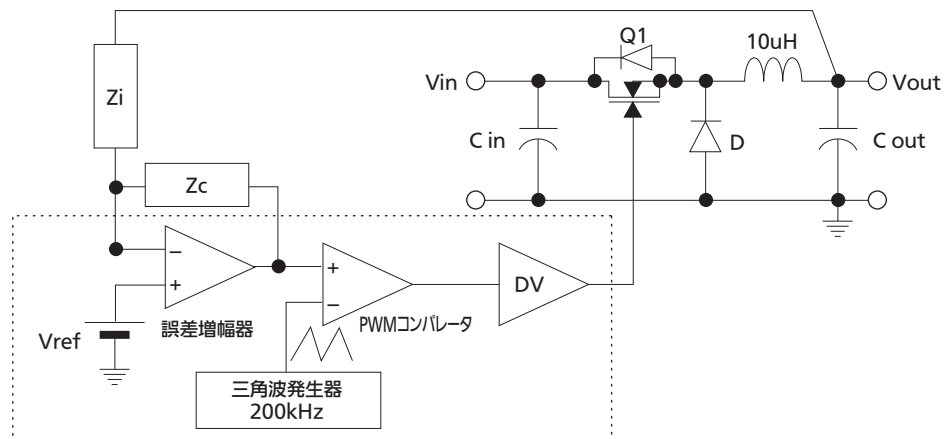 Q1
10uH
Vin
Vout
Zi
C in
D
C out
Zc
−
+
誤差増幅器
Vref
+
−
PWMコンパレータ
DV
三角波発生器
200kHz